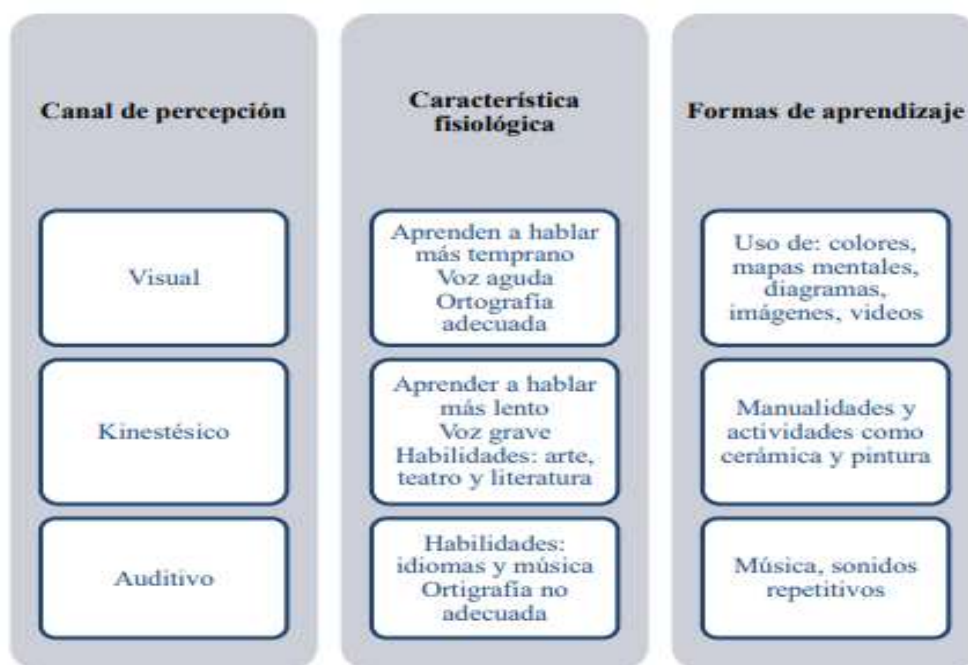 Canal de percepción
Visual
Kinestésico
Auditivo
Característica
fisiológica
Aprenden a hablar
más temprano
Voz aguda
Ortografía
adecuada
Aprender a hablar
más lento
Voz grave
Habilidades: arte,
teatro y literatura
Habilidades:
idiomas y música
Ortigrafía no
adecuada
Formas de aprendizaje
Uso de: colores,
mapas mentales,
diagramas,
imágenes, videos
Manualidades y
actividades como
cerámica y pintura
Música, sonidos
repetitivos